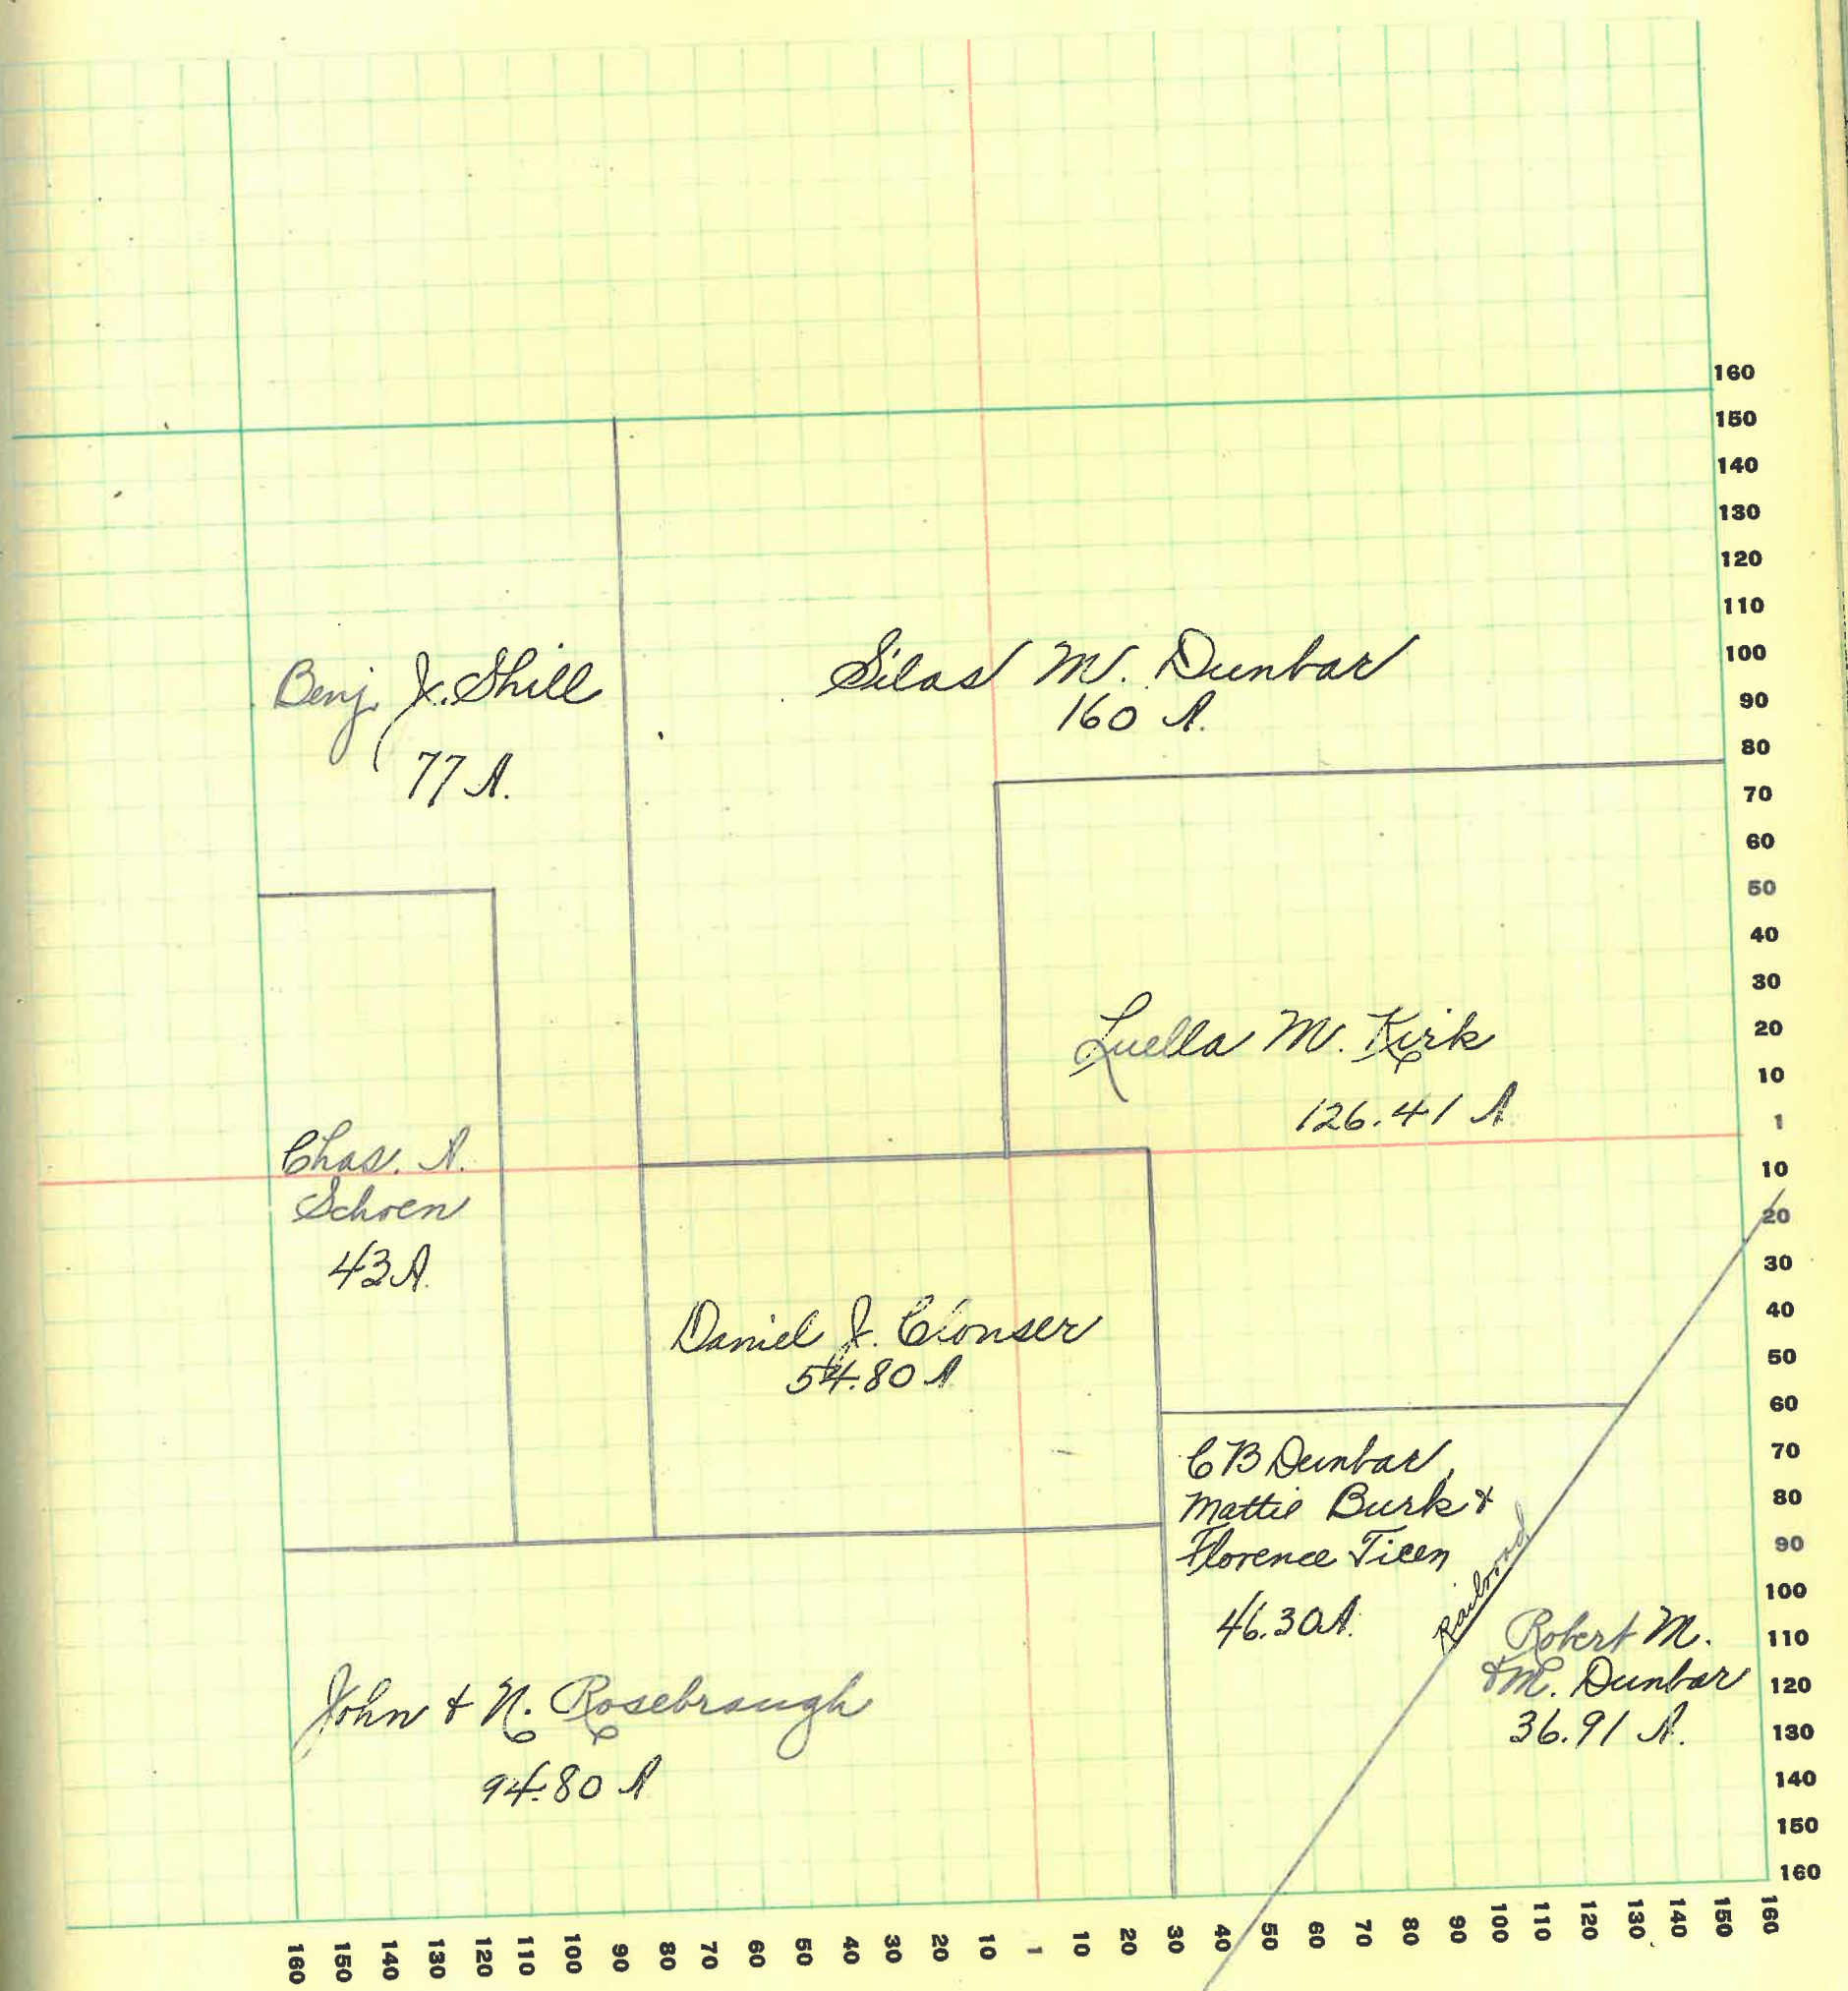 Silas M. Dunbar
160 A.
Benj. J. Shill
77 A.
Luella M. Kirk
126.41 A
Chas. A.
Schoen
43 A.
Daniel J. Clonser
54.80 A
C B Dunbar,
Mattie Burk &
Florence Ticen
46.30 A.
Railroad
Robert M.
& M. Dunbar
36.91 A.
John & N. Rosebraugh
94.80 A
160
150
140
130
120
110
100
90
80
70
60
50
40
30
20
10
1
10
20
30
40
50
60
70
80
90
100
110
120
130
140
150
160
160 150 140 130 120 110 100 90 80 70 60 50 40 30 20 10 1 10 20 30 40 50 60 70 80 90 100 110 120 130 140 150 160